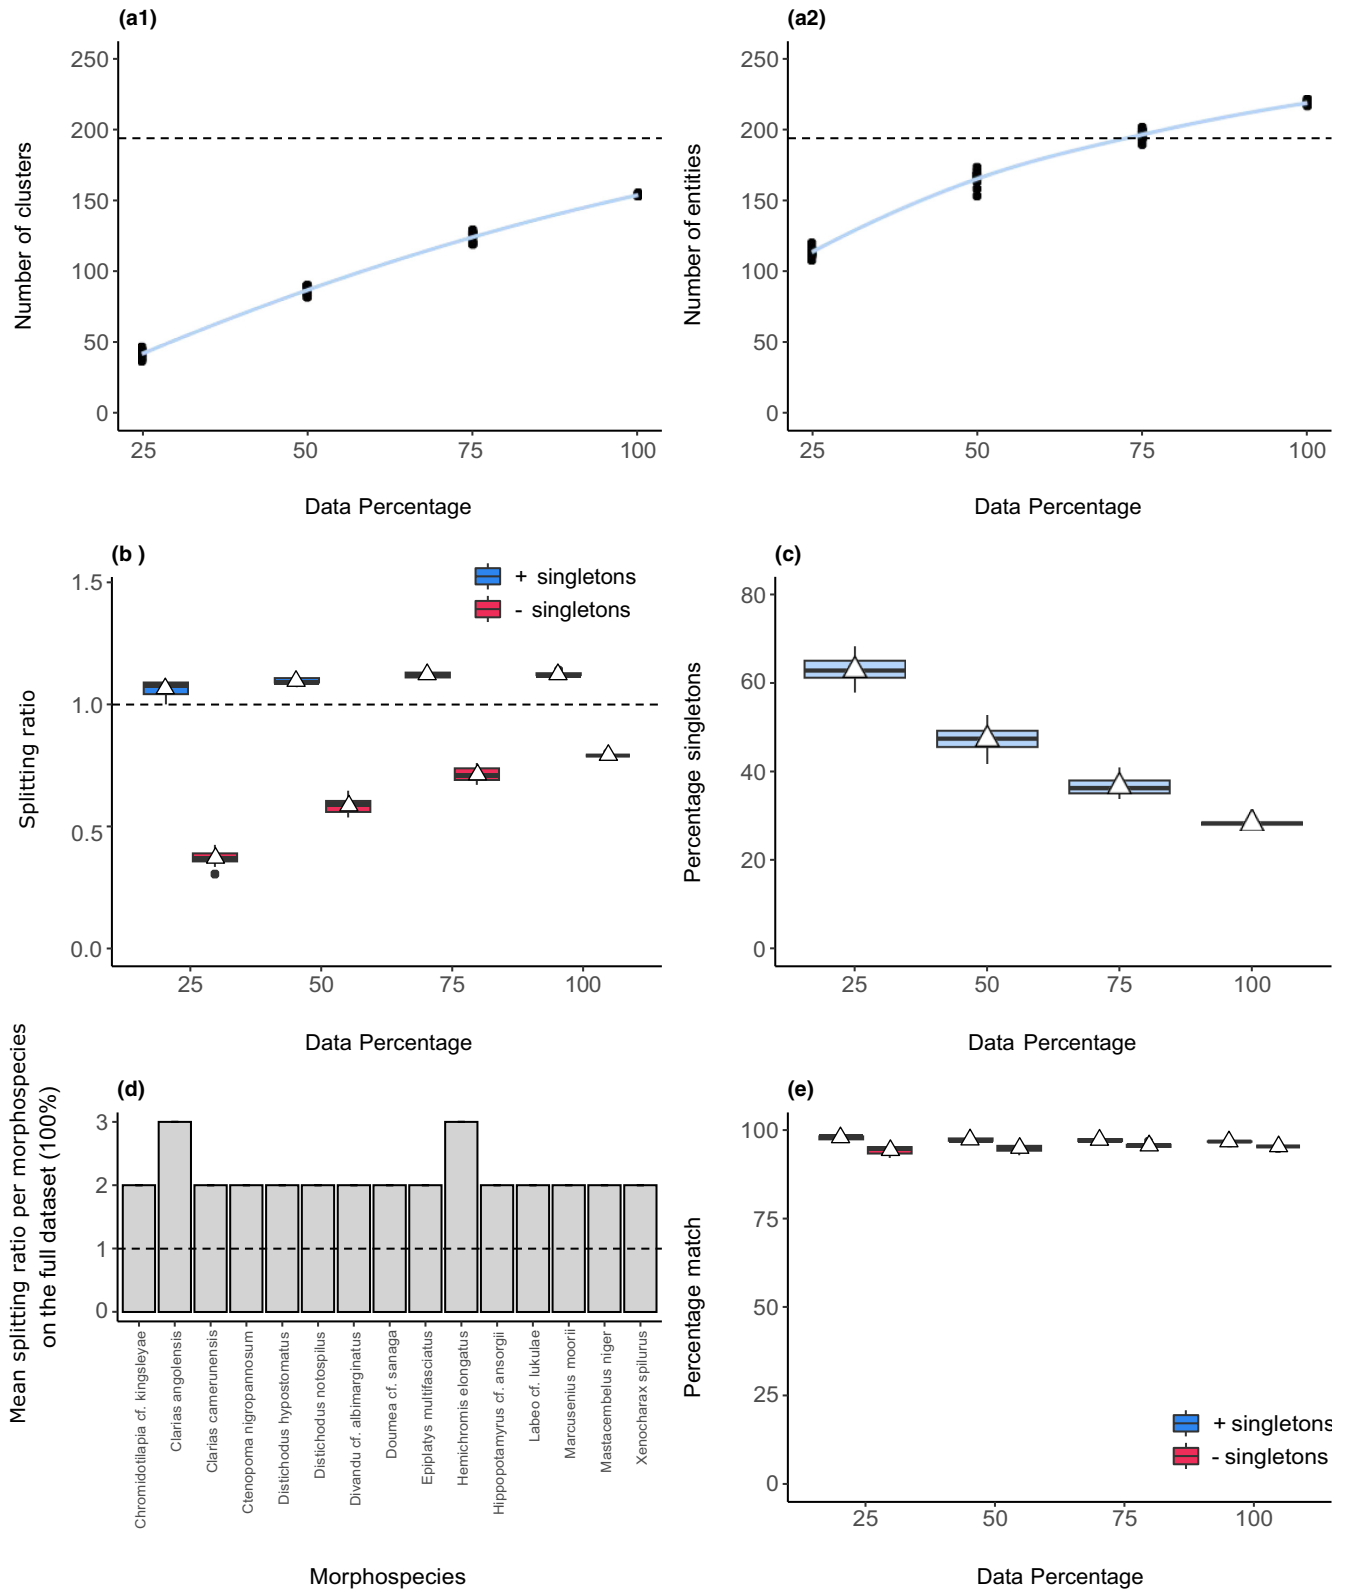 (a1)
250
200
150
100
50
0
Number of clusters
25 50 75 100
Data Percentage
(a2)
250
200
150
100
50
0
Number of entities
25 50 75 100
Data Percentage
(b )
+ singletons
- singletons
1.5
1.0
0.5
0.0
Splitting ratio
25 50 75 100
Data Percentage
(c)
80
60
40
20
0
Percentage singletons
25 50 75 100
Data Percentage
(d)
3
2
1
0
Mean splitting ratio per morphospecies
on the full dataset (100%)
Chromidotilapia cf. kingsleyae
Clarias angolensis
Clarias camerunensis
Ctenopoma nigropannosum
Distichodus hypostomatus
Distichodus notospilus
Divandu cf. albimarginatus
Doumea cf. sanaga
Epiplatys multifasciatus
Hemichromis elongatus
Hippopotamyrus cf. ansorgii
Labeo cf. lukulae
Marcusenius moorii
Mastacembelus niger
Xenocharax spilurus
Morphospecies
(e)
100
75
50
25
0
Percentage match
+ singletons
- singletons
25 50 75 100
Data Percentage